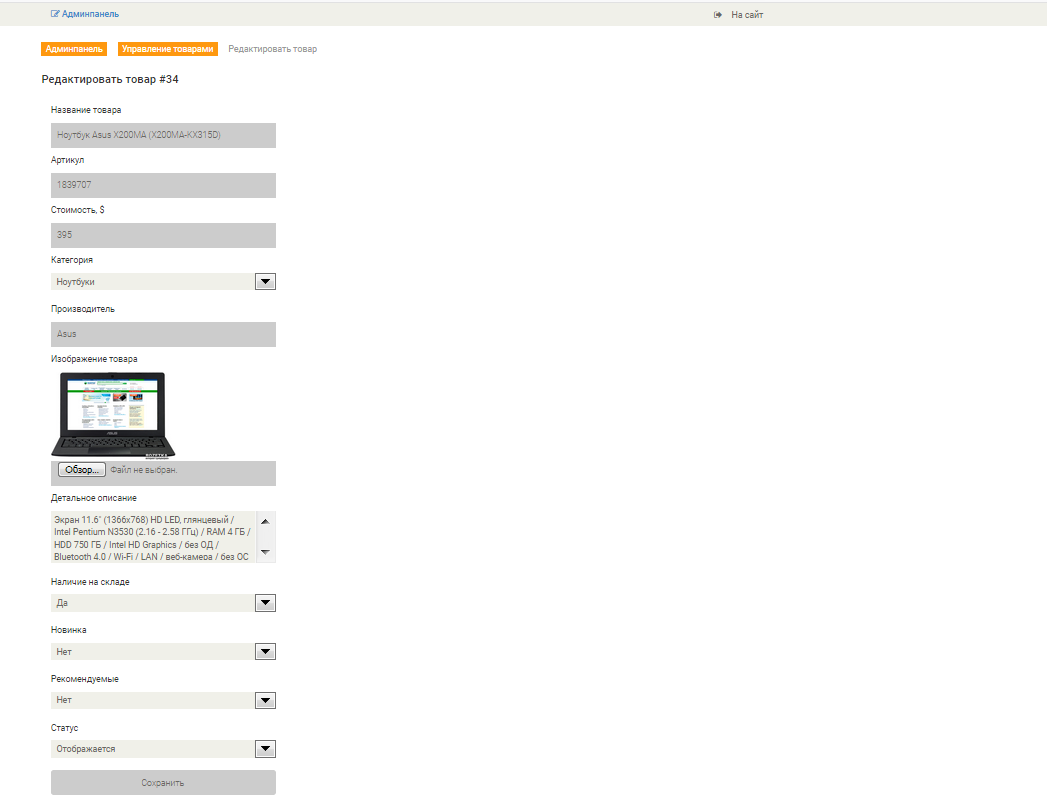 Админпанель
На сайт
Админпанель Управление товарами Редактировать товар
Редактировать товар #34
Название товара
Ноутбук Asus X200MA (X200MA-KX315D)
Артикул
1839707
Стоимость, $
395
Категория
Ноутбуки
Производитель
Asus
Изображение товара
Обзор... Файл не выбран.
Детальное описание
Экран 11.6" (1366x768) HD LED, глянцевый /
Intel Pentium N3530 (2.16 - 2.58 ГГц) / RAM 4 ГБ /
HDD 750 ГБ / Intel HD Graphics / без ОД /
Bluetooth 4.0 / Wi-Fi / LAN / веб-камера / без ОС
Наличие на складе
Да
Новинка
Нет
Рекомендуемые
Нет
Статус
Отображается
Сохранить